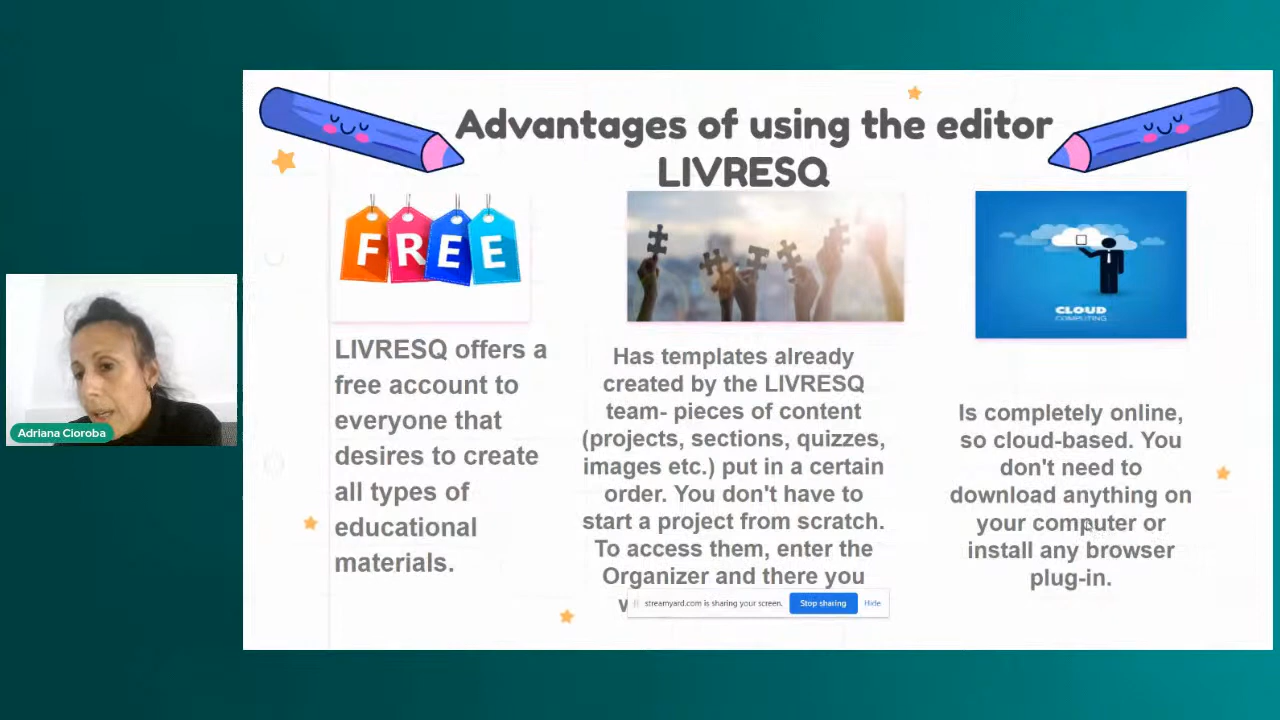 Advantages of using the editor
LIVRESQ
FREE
CLOUD
COMPUTING
LIVRESQ offers a
free account to
everyone that
desires to create
all types of
educational
materials.
Has templates already
created by the LIVRESQ
team- pieces of content
(projects, sections, quizzes,
images etc.) put in a certain
order. You don't have to
start a project from scratch.
To access them, enter the
Organizer and there you
Is completely online,
so cloud-based. You
don't need to
download anything on
your computer or
install any browser
plug-in.
streamyard.com is sharing your screen.
Stop sharing
Hide
Adriana Cioroba